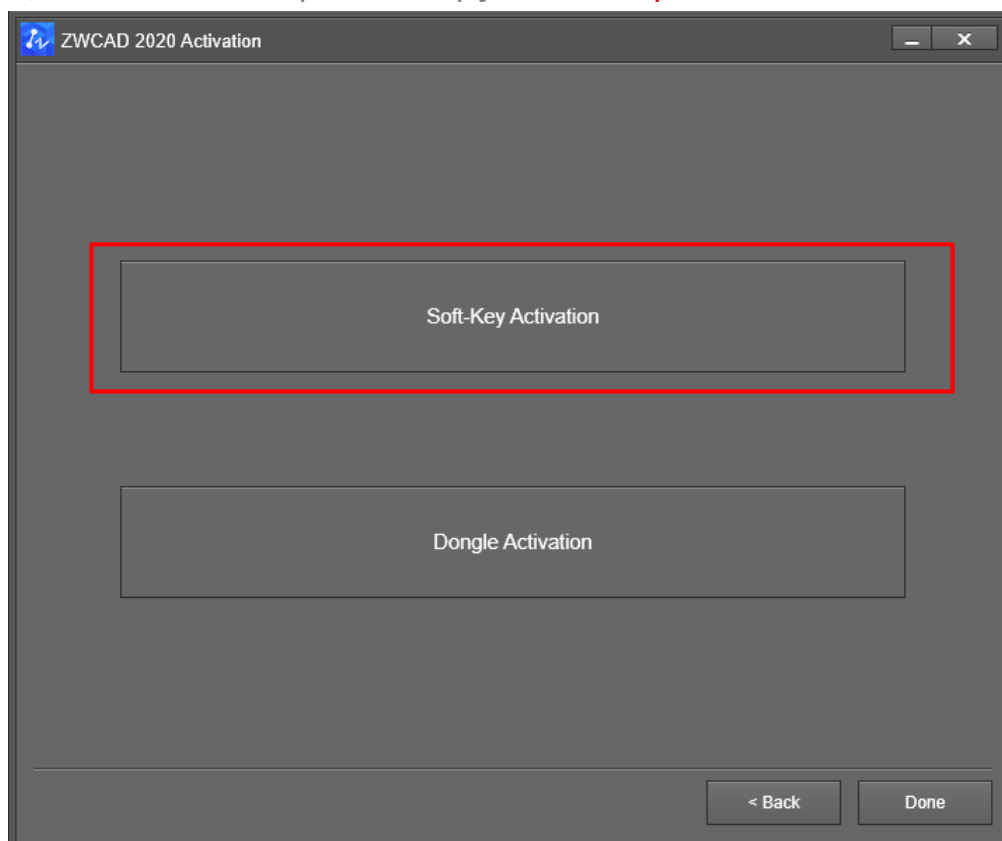 ZWCAD 2020 Activation
Soft-Key Activation
Dongle Activation
< Back
Done